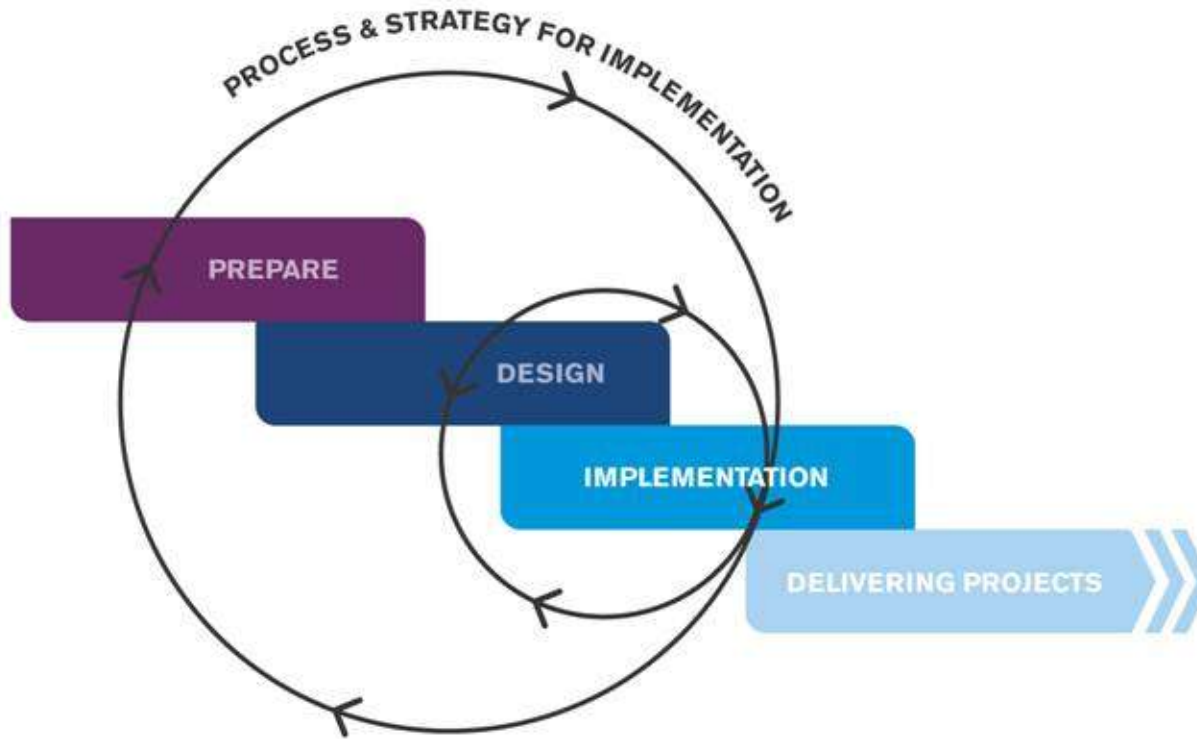 PROCESS & STRATEGY FOR IMPLEMENTATION
PREPARE
DESIGN
IMPLEMENTATION
DELIVERING PROJECTS